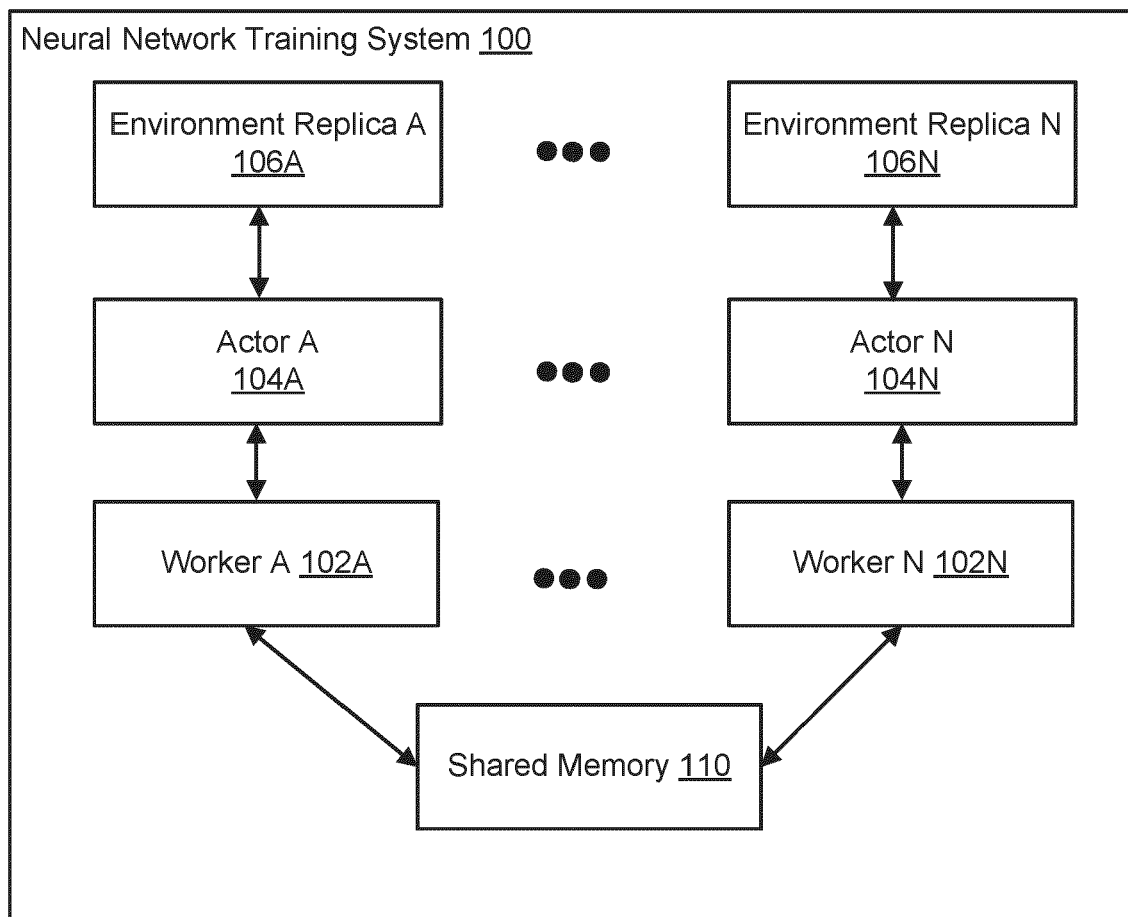 Neural Network Training System 100
Environment Replica A
106A
Environment Replica N
106N
Actor A
104A
Actor N
104N
Worker A 102A
Worker N 102N
Shared Memory 110